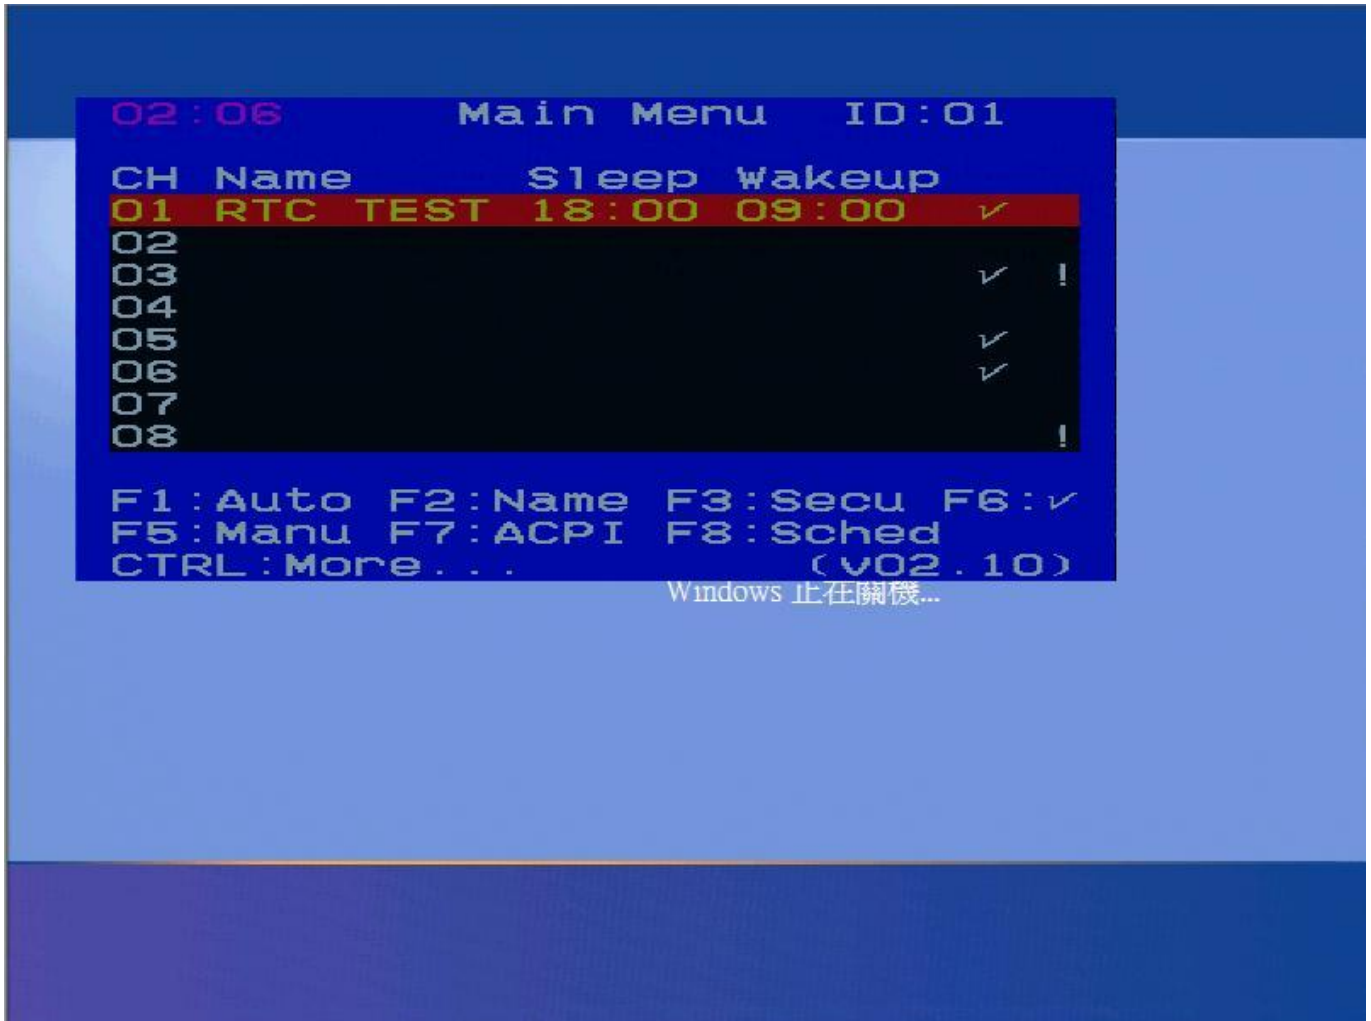 02:06 Main Menu ID:01
CH Name Sleep Wakeup
01 RTC TEST 18:00 09:00 ✓
02
03 ✓ !
04
05 ✓
06 ✓
07
08 !
F1:Auto F2:Name F3:Secu F6:✓
F5:Manu F7:ACPI F8:Sched
CTRL:More... (v02.10)
Windows 正在關機...